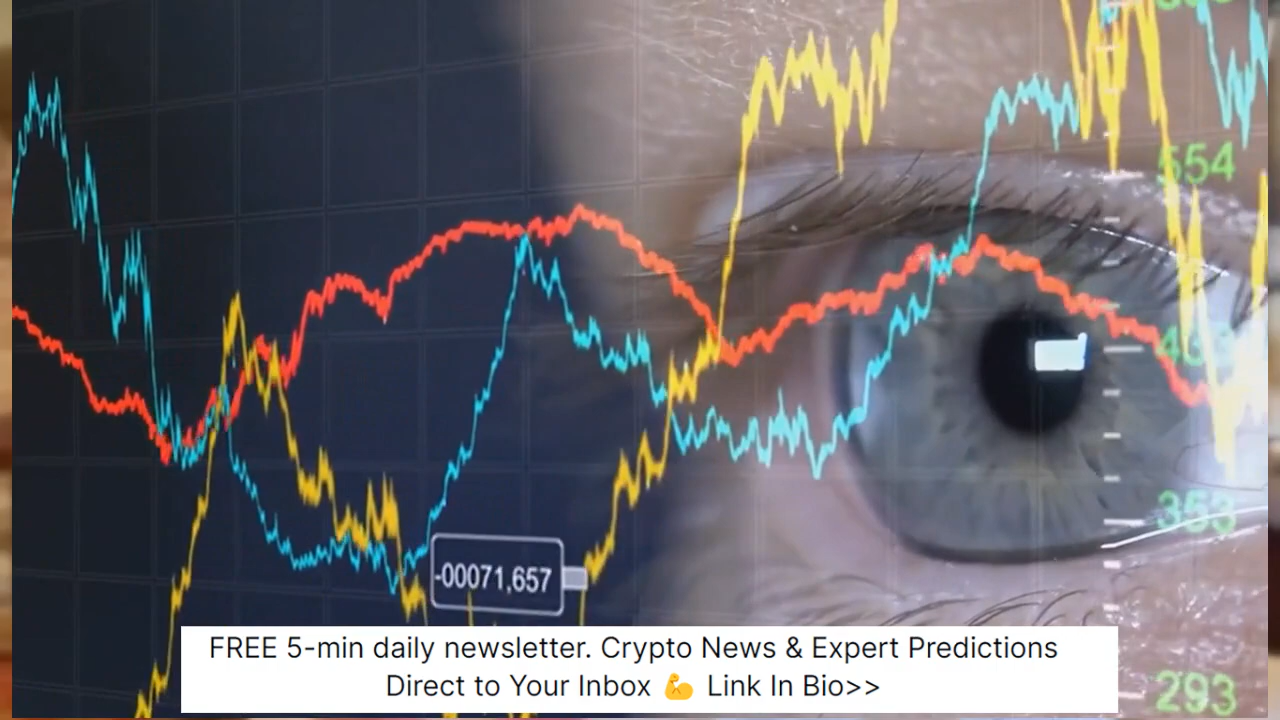 554
353
-00071,657
FREE 5-min daily newsletter. Crypto News & Expert Predictions
Direct to Your Inbox 💪 Link In Bio>>
293